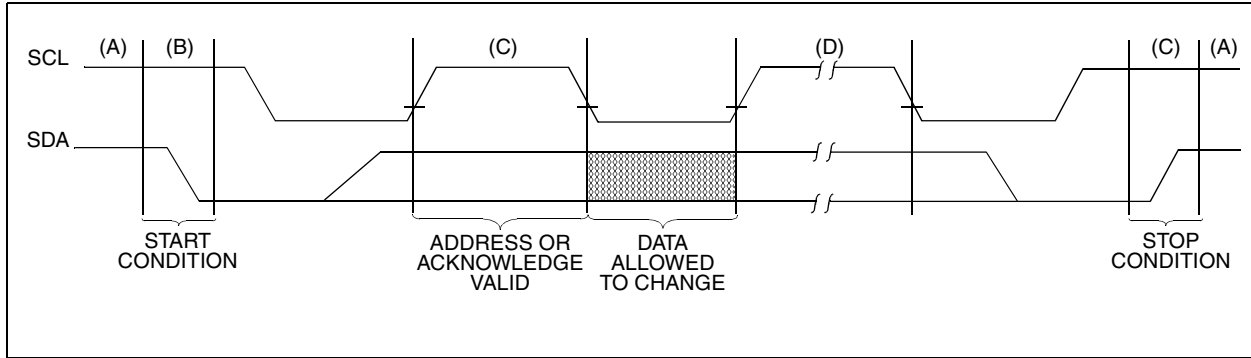 (A) (B) (C) (D) (C) (A)
SCL
SDA
START
CONDITION
ADDRESS OR
ACKNOWLEDGE
VALID
DATA
ALLOWED
TO CHANGE
STOP
CONDITION